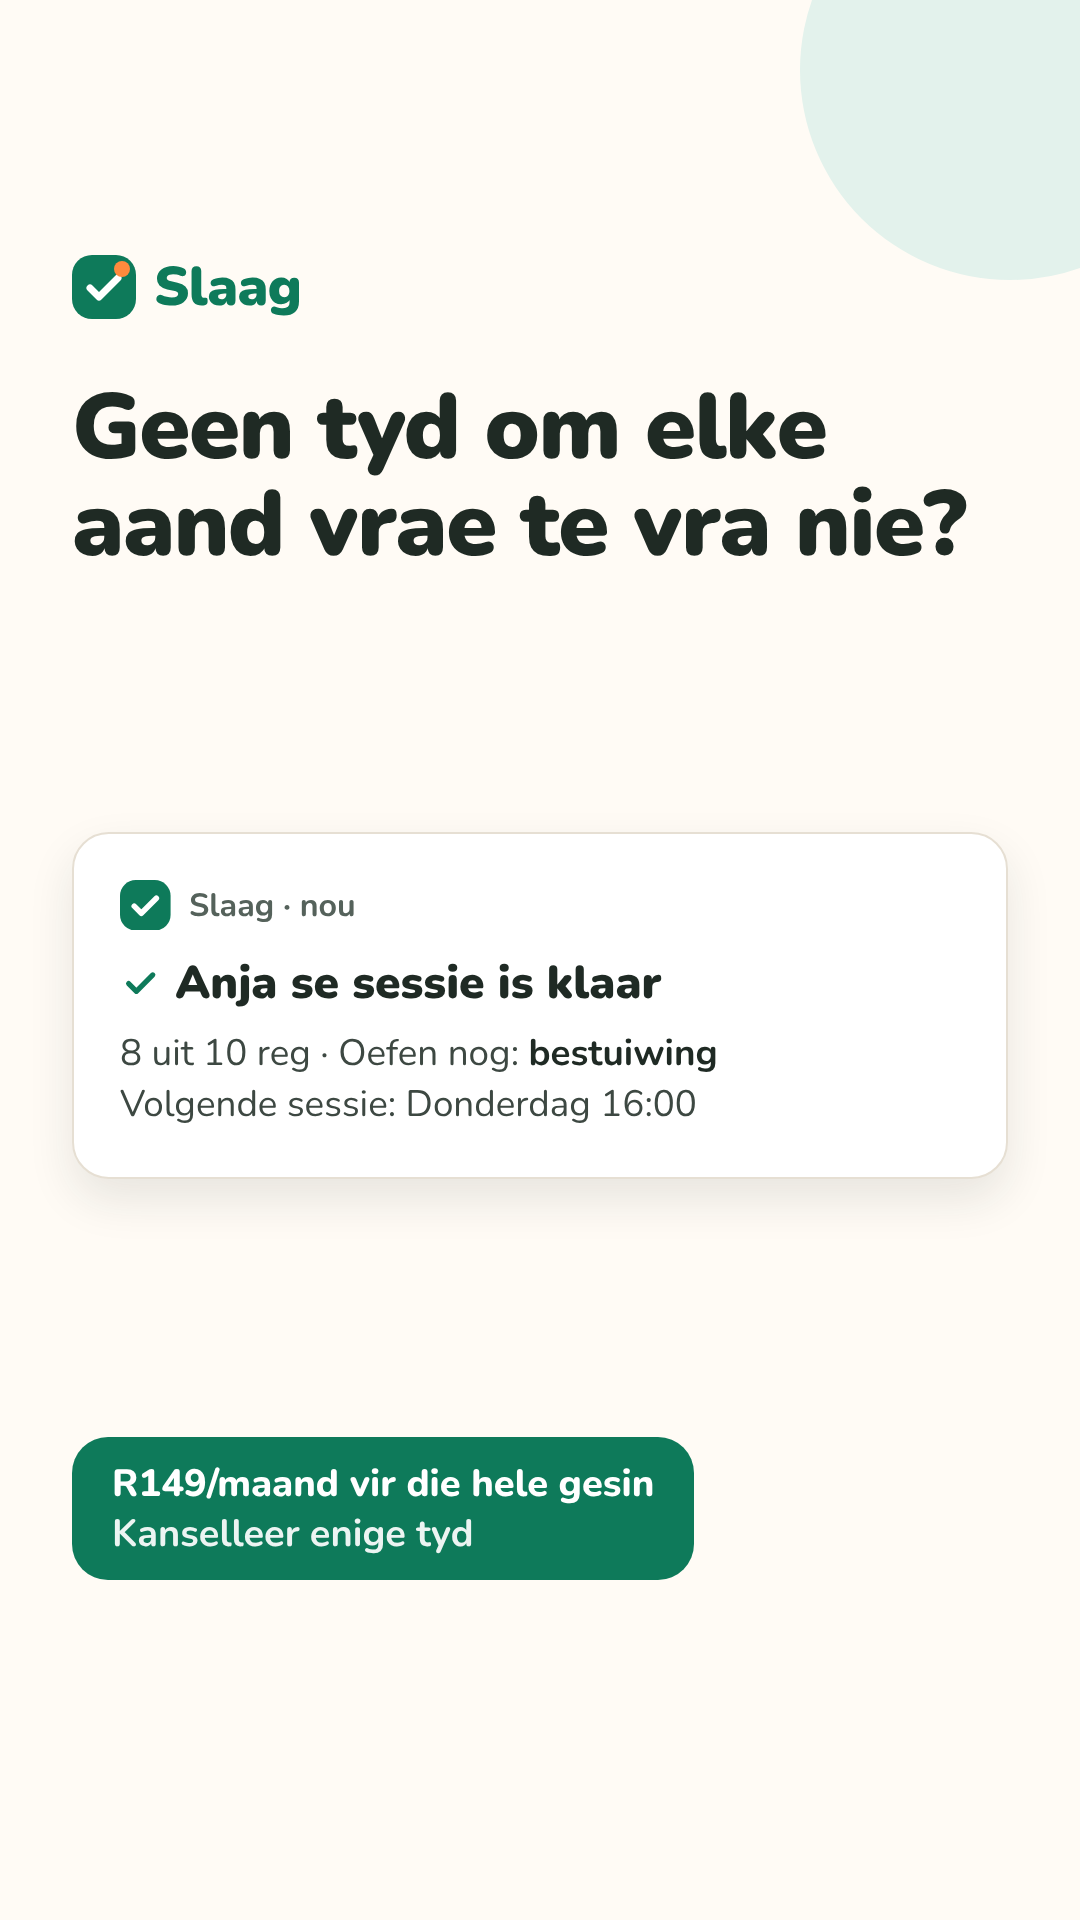 Slaag
Geen tyd om elke
aand vrae te vra nie?
Slaag · nou
Anja se sessie is klaar
8 uit 10 reg · Oefen nog: bestuiwing
Volgende sessie: Donderdag 16:00
R149/maand vir die hele gesin
Kanselleer enige tyd